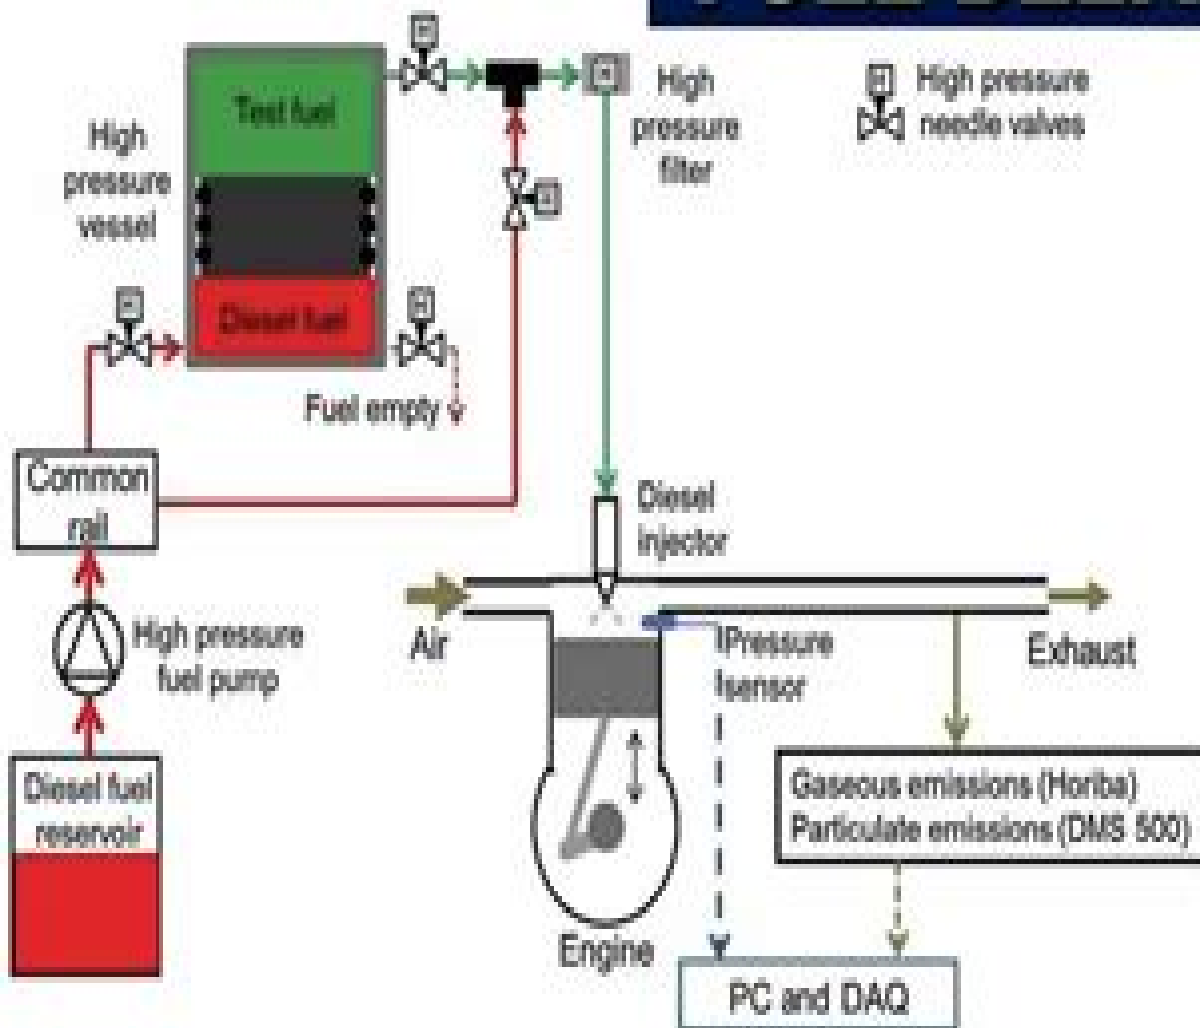 Test fuel
High
pressure
vessel
Diesel fuel
High
pressure
filter
High pressure
needle valves
Fuel empty
Common
rail
Diesel
injector
High pressure
fuel pump
Air
Pressure
sensor
Exhaust
Diesel fuel
reservoir
Gaseous emissions (Horiba)
Particulate emissions (DMS 500)
Engine
PC and DAQ